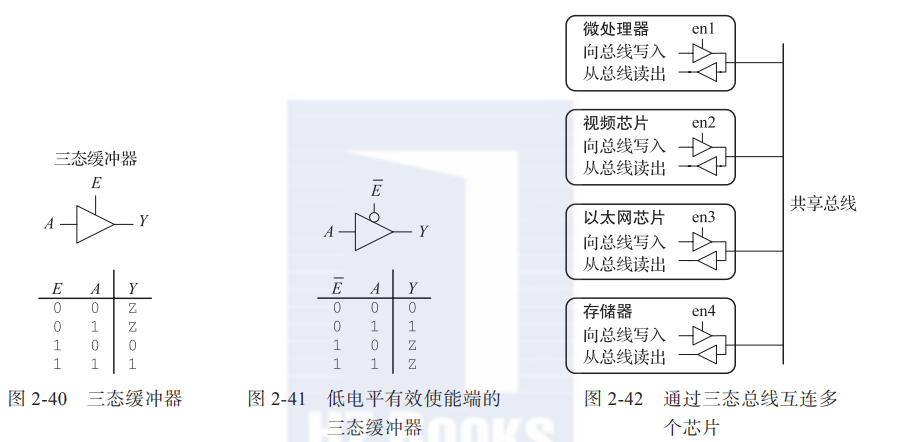 三态缓冲器
E
A
Y
E A Y
0 0 Z
0 1 Z
1 0 0
1 1 1
图 2-40 三态缓冲器
E̅
A
Y
E̅ A Y
0 0 0
0 1 1
1 0 Z
1 1 Z
图 2-41 低电平有效使能端的
三态缓冲器
微处理器 en1
向总线写入
从总线读出
视频芯片 en2
向总线写入
从总线读出
以太网芯片 en3
向总线写入
从总线读出
存储器 en4
向总线写入
从总线读出
共享总线
图 2-42 通过三态总线互连多
个芯片
HZ Books